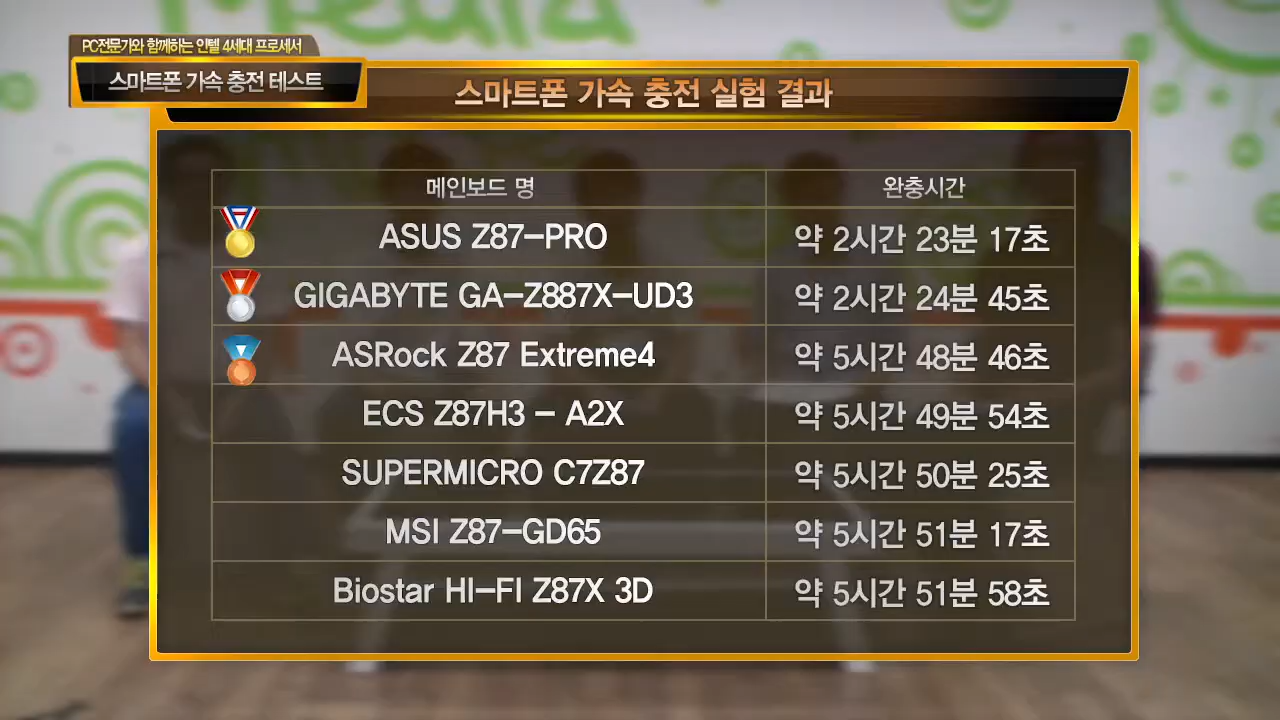 PC전문가와 함께하는 인텔 4세대 프로세서
스마트폰 가속 충전 테스트
스마트폰 가속 충전 실험 결과
메인보드 명 완충시간
ASUS Z87-PRO 약 2시간 23분 17초
GIGABYTE GA-Z887X-UD3 약 2시간 24분 45초
ASRock Z87 Extreme4 약 5시간 48분 46초
ECS Z87H3 - A2X 약 5시간 49분 54초
SUPERMICRO C7Z87 약 5시간 50분 25초
MSI Z87-GD65 약 5시간 51분 17초
Biostar HI-FI Z87X 3D 약 5시간 51분 58초